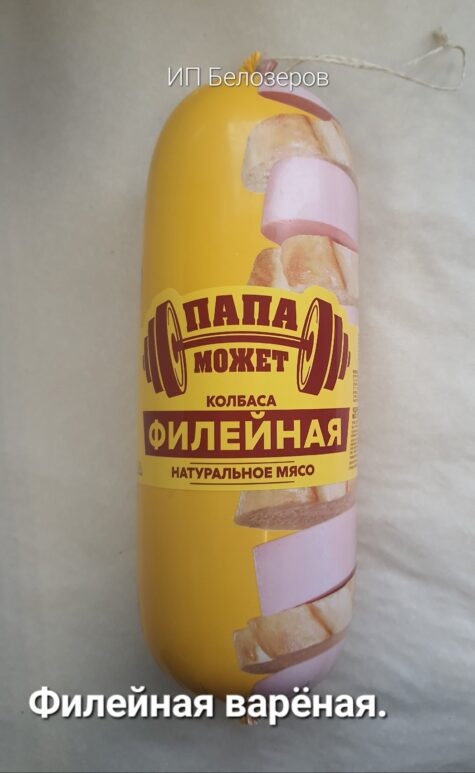 ИП Белозеров
ПАПА
МОЖЕТ
КОЛБАСА
ФИЛЕЙНАЯ
НАТУРАЛЬНОЕ МЯСО
Филейная варёная.